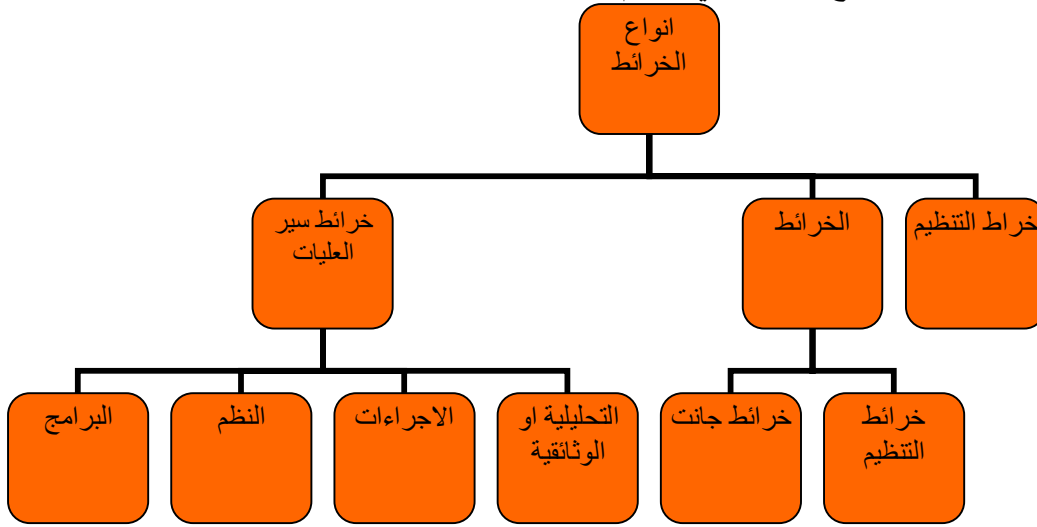 انواع
الخرائط
خراط التنظيم
الخرائط
خرائط سير
العليات
خرائط
التنظيم
خرائط جانت
التحليلية او
الوثائقية
الاجراءات
النظم
البرامج